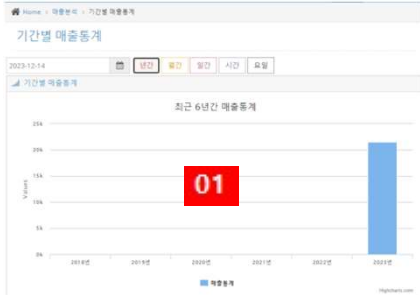 Home > 매출분석 > 기간별 매출통계
기간별 매출통계
2023-12-14 년간 월간 일간 시간 요일
기간별 매출통계
최근 6년간 매출통계
25k
20k
15k
10k
5k
0k
Values
01
2018년 2019년 2020년 2021년 2022년 2023년
매출통계
Highcharts.com